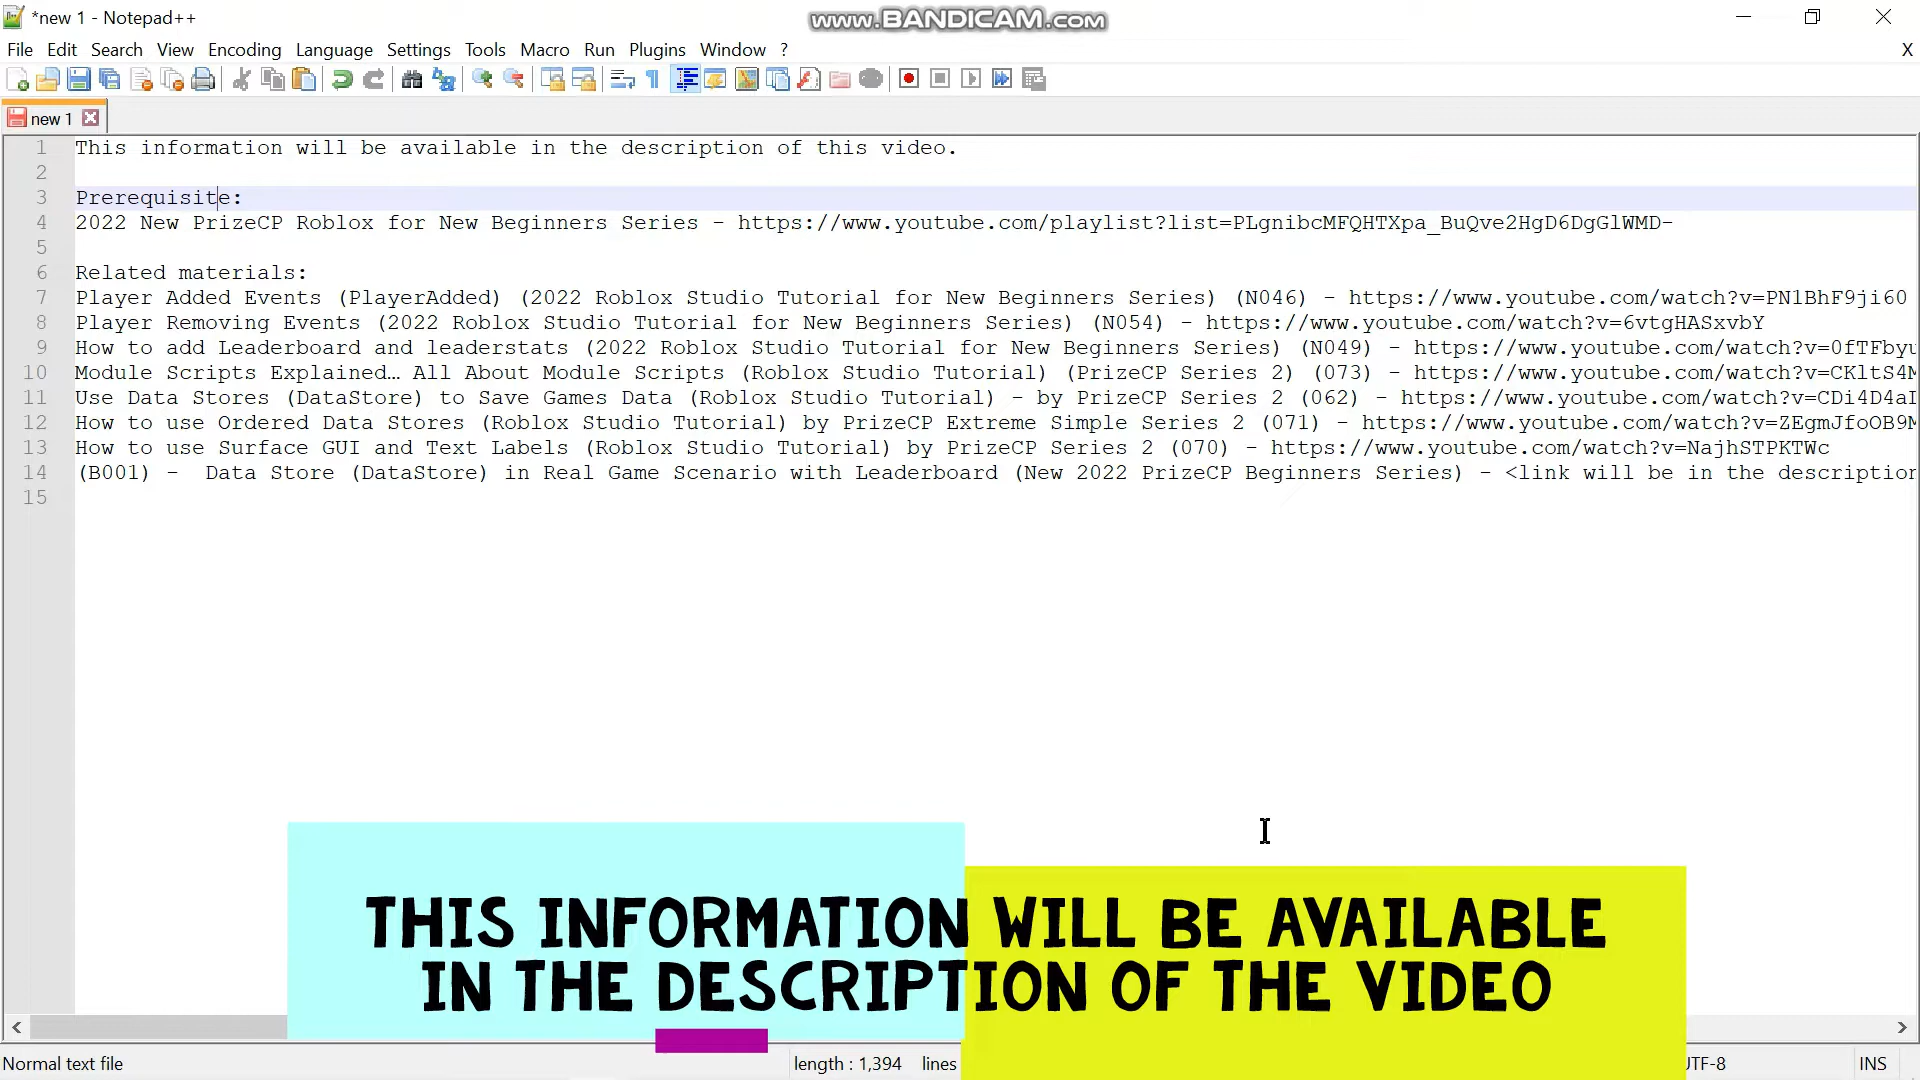 *new 1 - Notepad++
www.BANDICAM.com
File Edit Search View Encoding Language Settings Tools Macro Run Plugins Window ?
X
new 1
1 This information will be available in the description of this video.
2
3 Prerequisite:
4 2022 New PrizeCP Roblox for New Beginners Series - https://www.youtube.com/playlist?list=PLgnibcMFQHTXpa_BuQve2HgD6DgGlWMD-
5
6 Related materials:
7 Player Added Events (PlayerAdded) (2022 Roblox Studio Tutorial for New Beginners Series) (N046) - https://www.youtube.com/watch?v=PN1BhF9ji60
8 Player Removing Events (2022 Roblox Studio Tutorial for New Beginners Series) (N054) - https://www.youtube.com/watch?v=6vtgHASxvbY
9 How to add Leaderboard and leaderstats (2022 Roblox Studio Tutorial for New Beginners Series) (N049) - https://www.youtube.com/watch?v=0fTFby
10 Module Scripts Explained… All About Module Scripts (Roblox Studio Tutorial) (PrizeCP Series 2) (073) - https://www.youtube.com/watch?v=CKltS4M
11 Use Data Stores (DataStore) to Save Games Data (Roblox Studio Tutorial) - by PrizeCP Series 2 (062) - https://www.youtube.com/watch?v=CDi4D4a
12 How to use Ordered Data Stores (Roblox Studio Tutorial) by PrizeCP Extreme Simple Series 2 (071) - https://www.youtube.com/watch?v=ZEgmJfoOB9M
13 How to use Surface GUI and Text Labels (Roblox Studio Tutorial) by PrizeCP Series 2 (070) - https://www.youtube.com/watch?v=NajhSTPKTWc
14 (B001) - Data Store (DataStore) in Real Game Scenario with Leaderboard (New 2022 PrizeCP Beginners Series) - <link will be in the description
15
THIS INFORMATION WILL BE AVAILABLE
IN THE DESCRIPTION OF THE VIDEO
Normal text file length : 1,394 lines UTF-8 INS